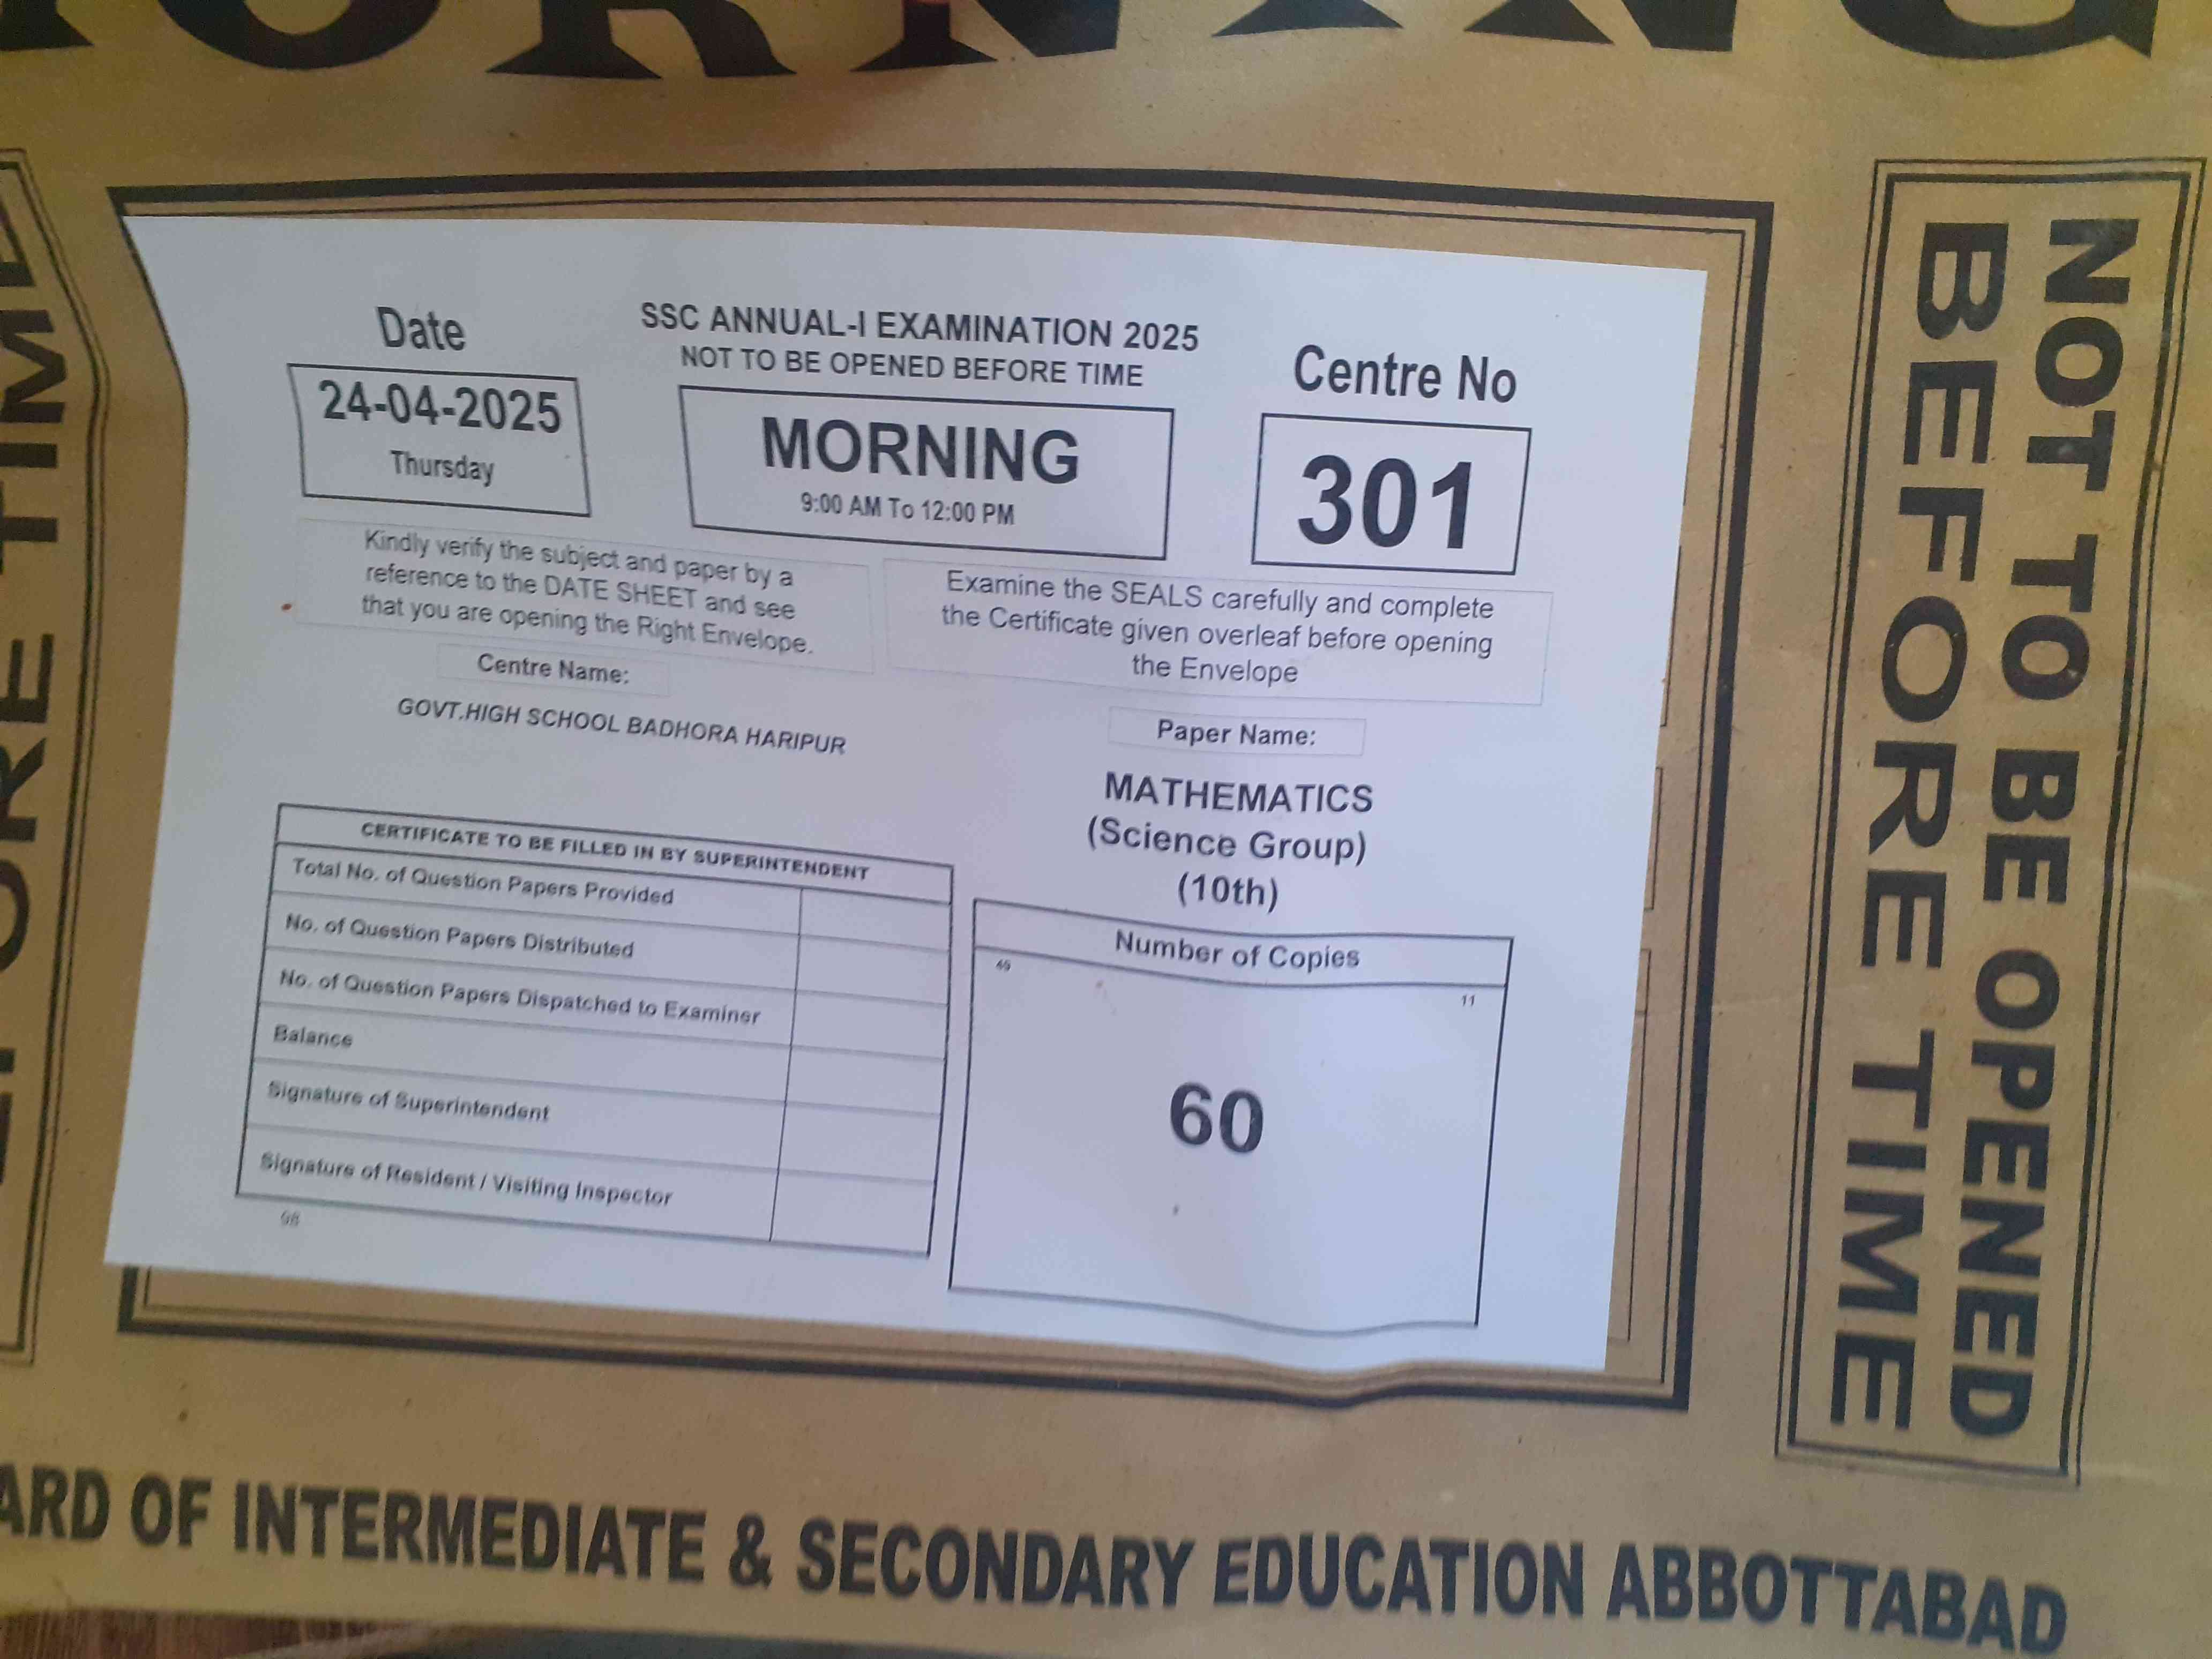 SSC ANNUAL-I EXAMINATION 2025
NOT TO BE OPENED BEFORE TIME
Date
24-04-2025
Thursday
MORNING
9:00 AM To 12:00 PM
Centre No
301
Kindly verify the subject and paper by a
reference to the DATE SHEET and see
that you are opening the Right Envelope.
Examine the SEALS carefully and complete
the Certificate given overleaf before opening
the Envelope
Centre Name:
GOVT.HIGH SCHOOL BADHORA HARIPUR
Paper Name:
MATHEMATICS
(Science Group)
(10th)
CERTIFICATE TO BE FILLED IN BY SUPERINTENDENT
Total No. of Question Papers Provided
No. of Question Papers Distributed
No. of Question Papers Dispatched to Examiner
Balance
Signature of Superintendent
Signature of Resident / Visiting Inspector
Number of Copies
11
60
NOT TO BE OPENED
BEFORE TIME
OF INTERMEDIATE & SECONDARY EDUCATION ABBOTTABAD